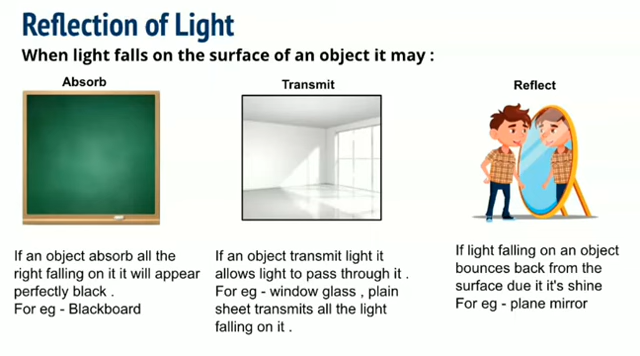 Reflection of Light
When light falls on the surface of an object it may :
Absorb
Transmit
Reflect
If an object absorb all the
right falling on it it will appear
perfectly black .
For eg - Blackboard
If an object transmit light it
allows light to pass through it .
For eg - window glass , plain
sheet transmits all the light
falling on it .
If light falling on an object
bounces back from the
surface due it it's shine
For eg - plane mirror